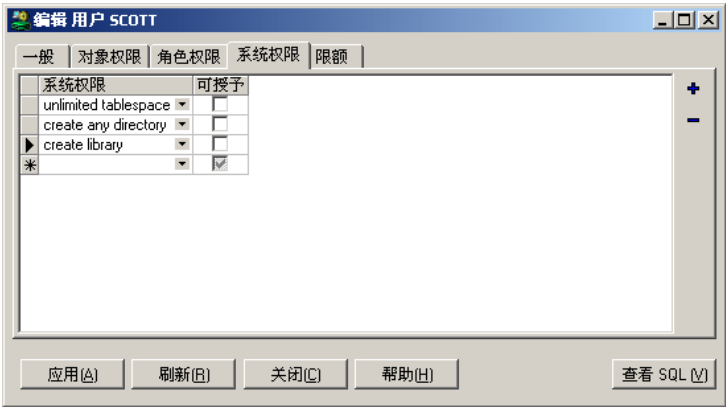 编辑 用户 SCOTT
一般 对象权限 角色权限 系统权限 限额
系统权限 可授予
unlimited tablespace
create any directory
create library
应用(A) 刷新(R) 关闭(C) 帮助(H) 查看 SQL (V)